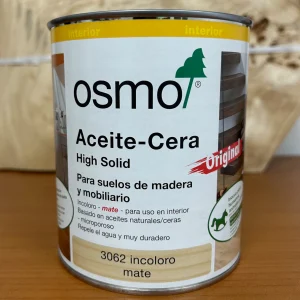 interior
interior
osmo
Aceite-Cera
High Solid
Original
Para suelos de madera
y mobiliario
incoloro - mate - para uso en interior
Basado en aceites naturales/ceras
- microporoso
Repele el agua y muy duradero
3062 incoloro
mate